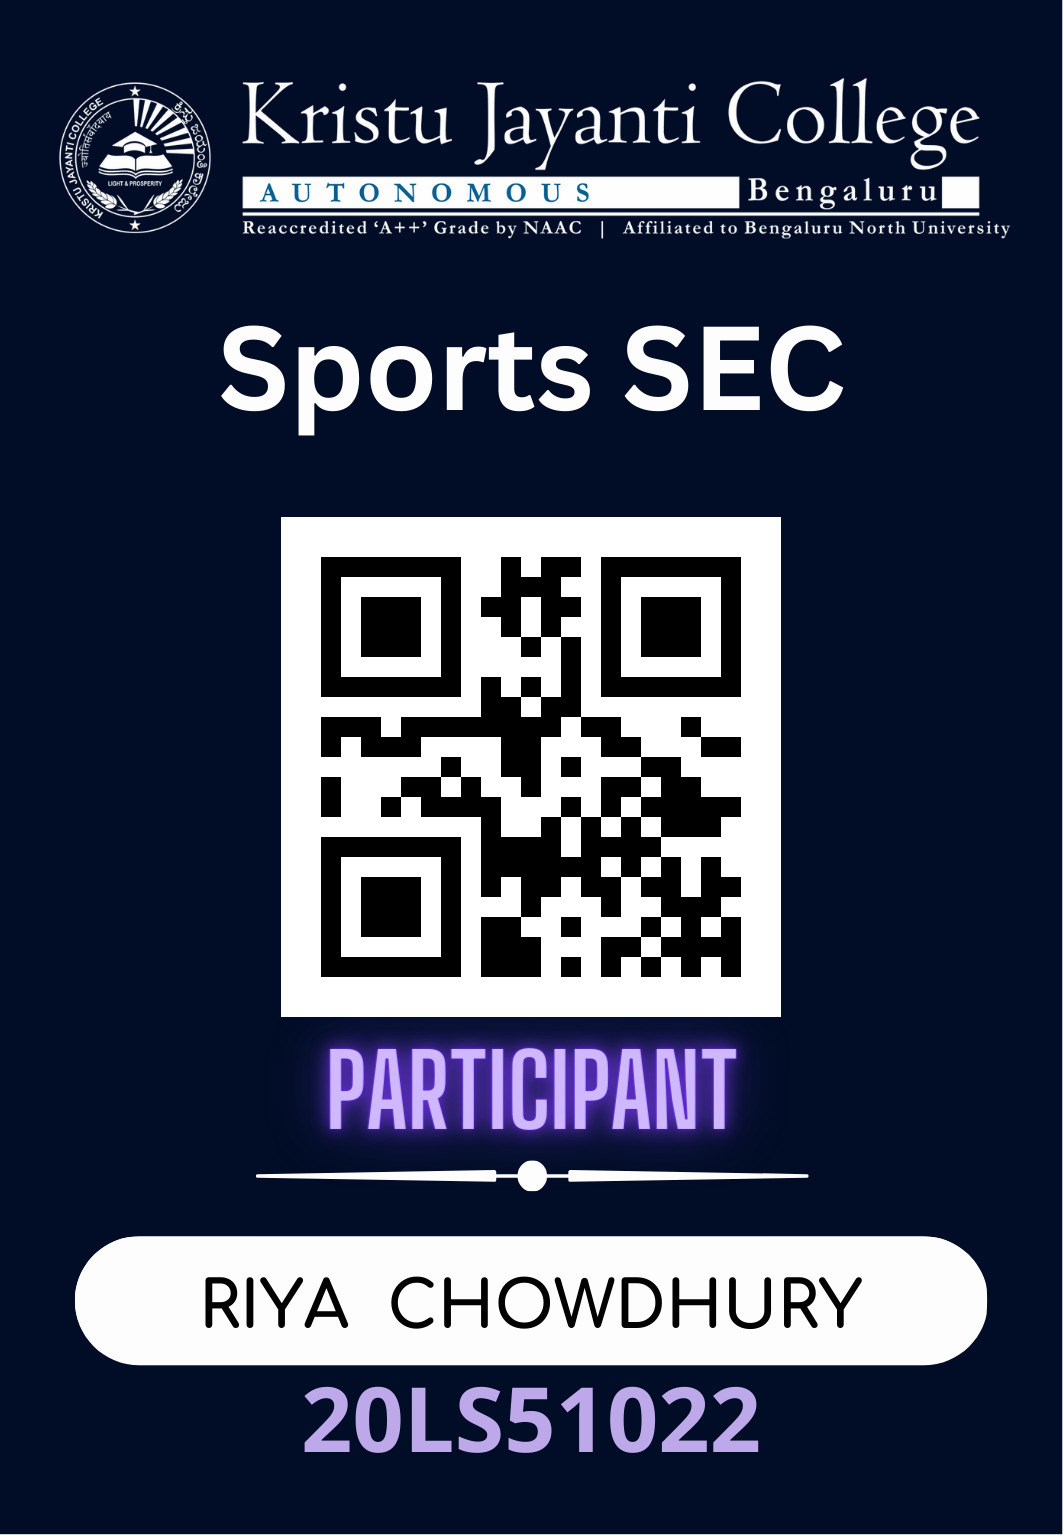 KRISTU JAYANTI COLLEGE
LIGHT & PROSPERITY
Kristu Jayanti College
AUTONOMOUS Bengaluru
Reaccredited ‘A++’ Grade by NAAC | Affiliated to Bengaluru North University
Sports SEC
PARTICIPANT
RIYA CHOWDHURY
20LS51022